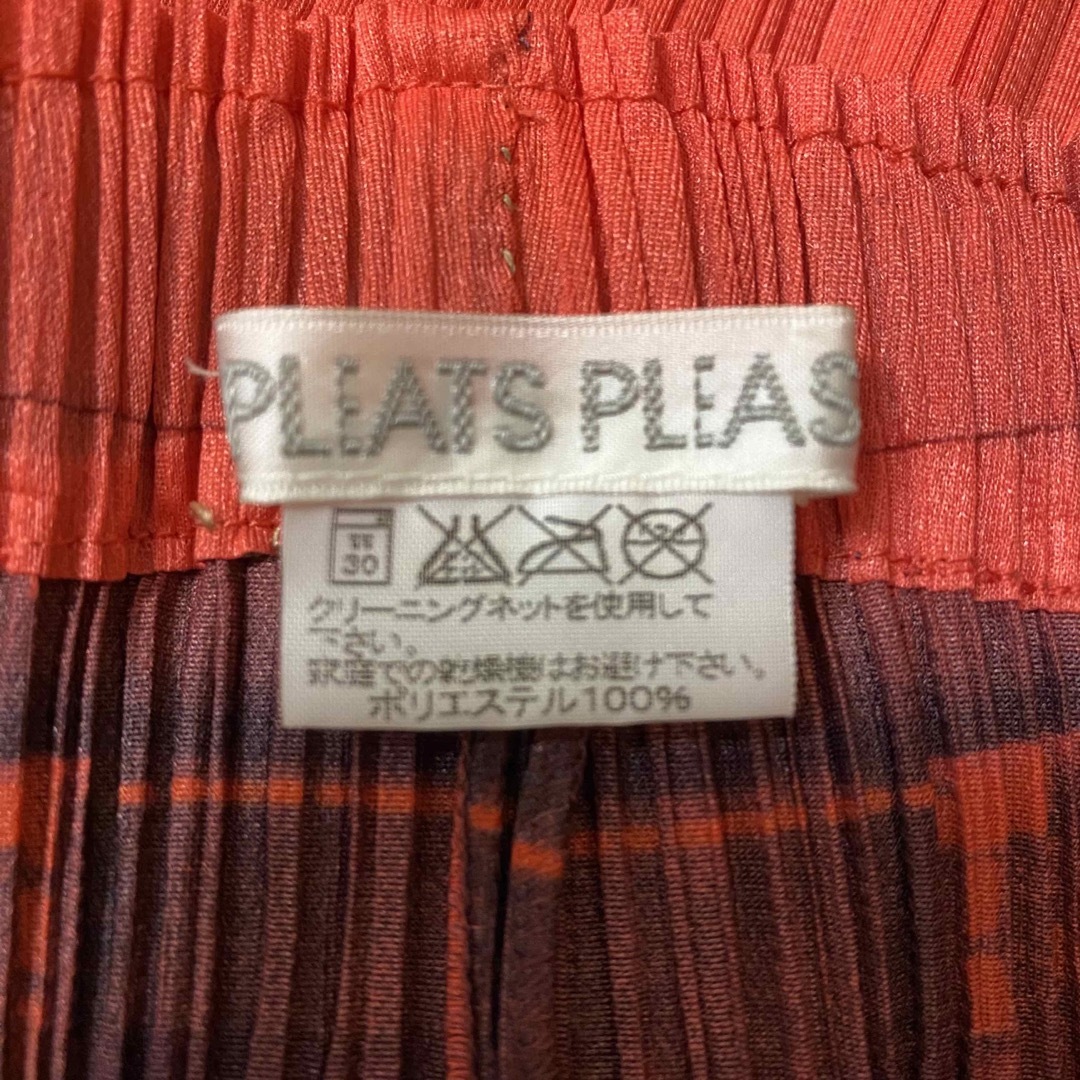 PLEATS PLEAS
30
クリーニングネットを使用して
下さい。
家庭での乾燥機はお避け下さい。
ポリエステル100%